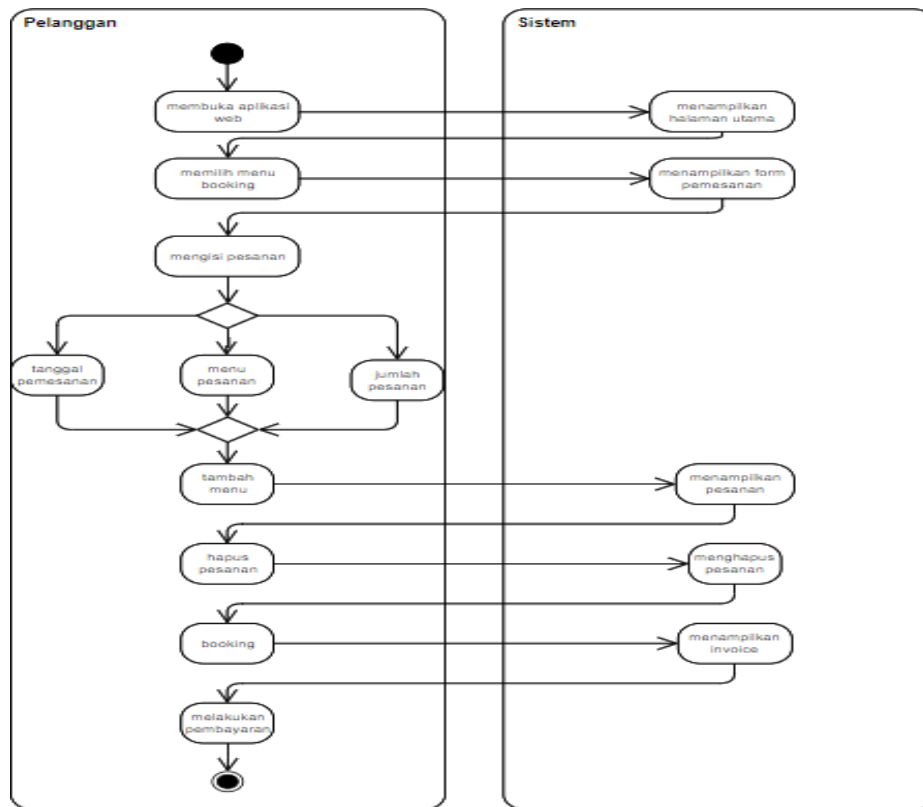 Pelanggan
Sistem
membuka aplikasi
web
menampilkan
halaman utama
memilih menu
booking
menampilkan form
pemesanan
mengisi pesanan
tanggal
pemesanan
menu
pesanan
jumlah
pesanan
tambah
menu
menampilkan
pesanan
hapus
pesanan
menghapus
pesanan
booking
menampilkan
invoice
melakukan
pembayaran